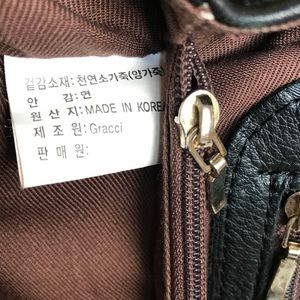 겉감소재: 천연소가죽(양가죽)
안 감: 면
원 산 지: MADE IN KOREA
제 조 원: Gracci
판 매 원: